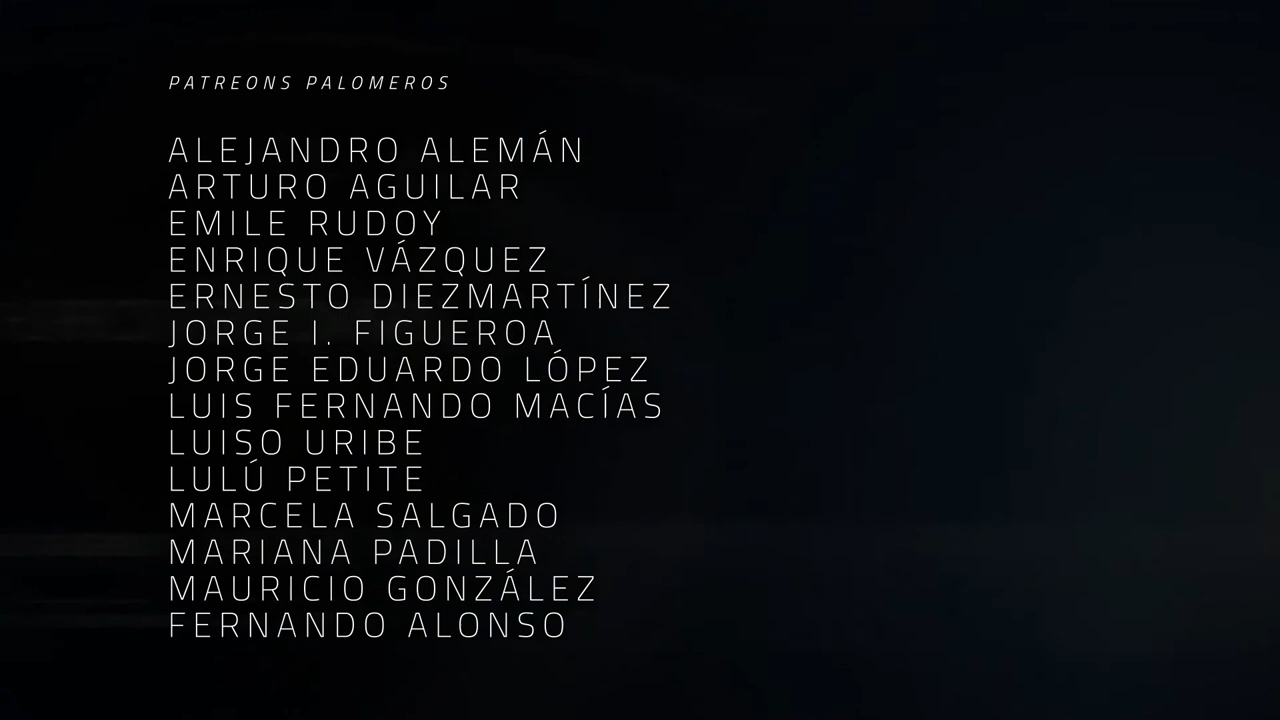 PATREONS PALOMEROS
ALEJANDRO ALEMÁN
ARTURO AGUILAR
EMILE RUDOY
ENRIQUE VÁZQUEZ
ERNESTO DIEZMARTÍNEZ
JORGE I. FIGUEROA
JORGE EDUARDO LÓPEZ
LUIS FERNANDO MACÍAS
LUISO URIBE
LULÚ PETITE
MARCELA SALGADO
MARIANA PADILLA
MAURICIO GONZÁLEZ
FERNANDO ALONSO